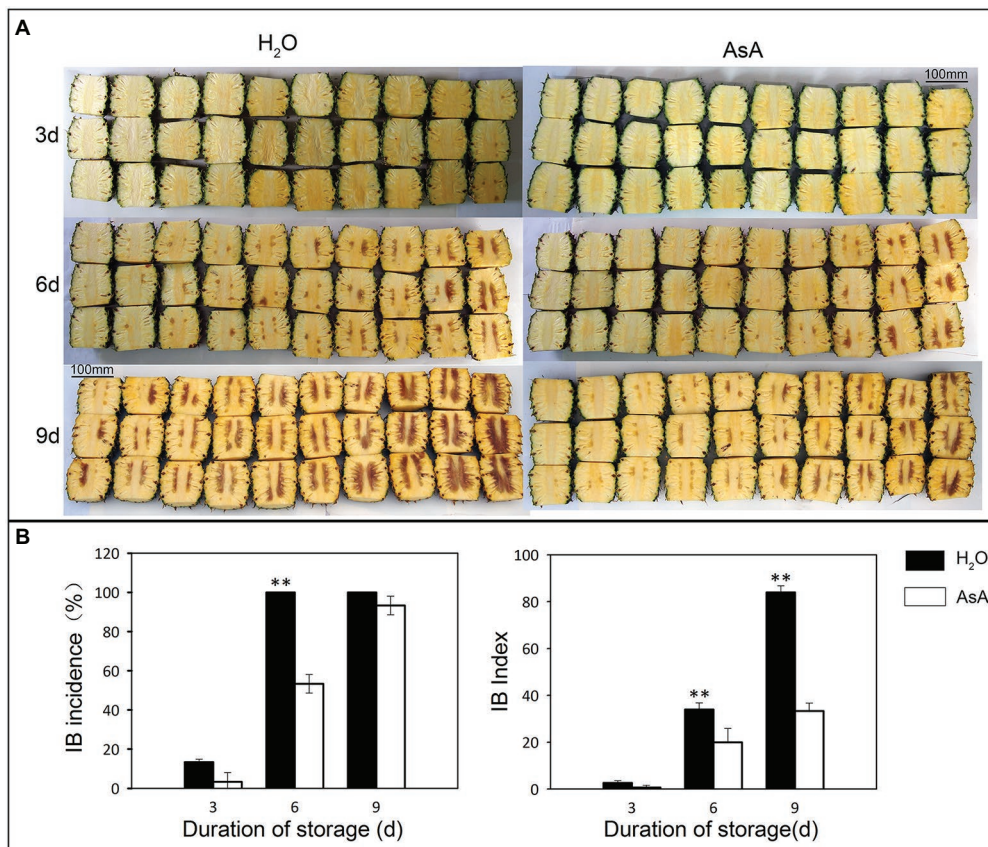 A
H₂O
AsA
100mm
3d
6d
100mm
9d
B
120
100
80
60
40
20
0
IB incidence (%)
**
3 6 9
Duration of storage (d)
100
80
60
40
20
0
IB Index
**
**
3 6 9
Duration of storage(d)
H₂O
AsA